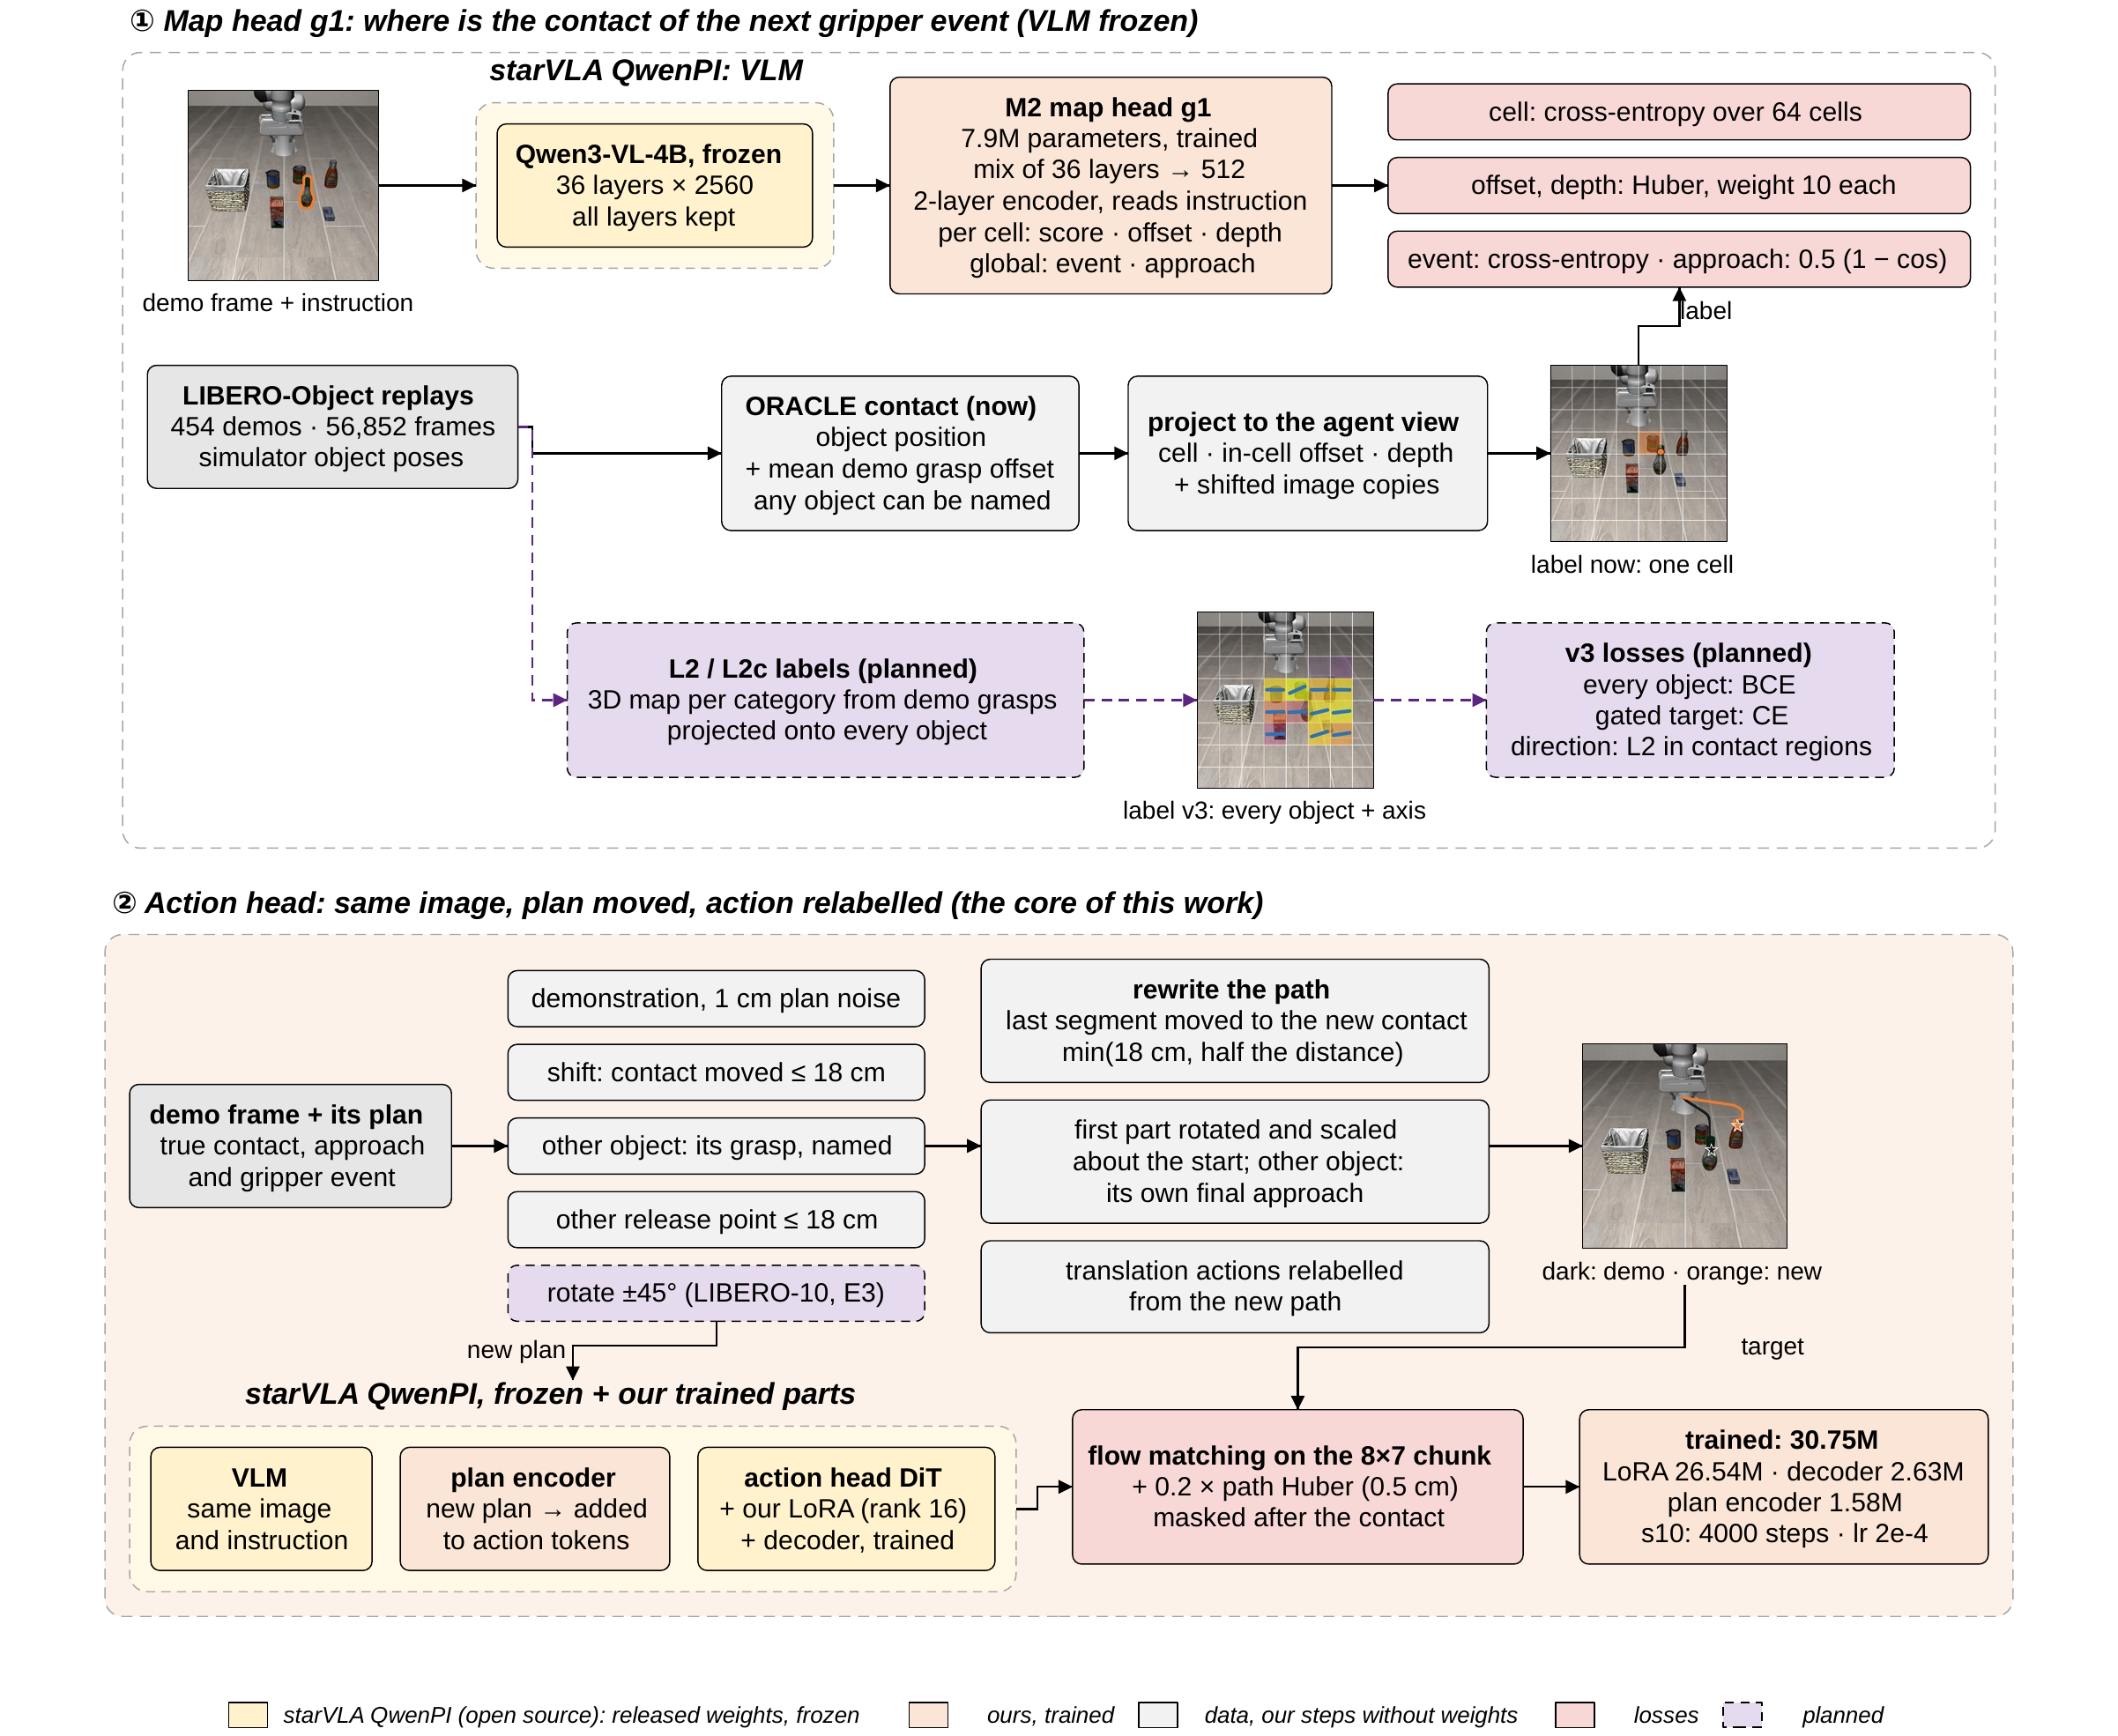 ① Map head g1: where is the contact of the next gripper event (VLM frozen)
starVLA QwenPI: VLM
demo frame + instruction
Qwen3-VL-4B, frozen
36 layers × 2560
all layers kept
M2 map head g1
7.9M parameters, trained
mix of 36 layers → 512
2-layer encoder, reads instruction
per cell: score · offset · depth
global: event · approach
cell: cross-entropy over 64 cells
offset, depth: Huber, weight 10 each
event: cross-entropy · approach: 0.5 (1 − cos)
label
LIBERO-Object replays
454 demos · 56,852 frames
simulator object poses
ORACLE contact (now)
object position
+ mean demo grasp offset
any object can be named
project to the agent view
cell · in-cell offset · depth
+ shifted image copies
label now: one cell
L2 / L2c labels (planned)
3D map per category from demo grasps
projected onto every object
label v3: every object + axis
v3 losses (planned)
every object: BCE
gated target: CE
direction: L2 in contact regions
② Action head: same image, plan moved, action relabelled (the core of this work)
demo frame + its plan
true contact, approach
and gripper event
demonstration, 1 cm plan noise
shift: contact moved ≤ 18 cm
other object: its grasp, named
other release point ≤ 18 cm
rotate ±45° (LIBERO-10, E3)
new plan
rewrite the path
last segment moved to the new contact
min(18 cm, half the distance)
first part rotated and scaled
about the start; other object:
its own final approach
translation actions relabelled
from the new path
dark: demo · orange: new
target
starVLA QwenPI, frozen + our trained parts
VLM
same image
and instruction
plan encoder
new plan → added
to action tokens
action head DiT
+ our LoRA (rank 16)
+ decoder, trained
flow matching on the 8×7 chunk
+ 0.2 × path Huber (0.5 cm)
masked after the contact
trained: 30.75M
LoRA 26.54M · decoder 2.63M
plan encoder 1.58M
s10: 4000 steps · lr 2e-4
starVLA QwenPI (open source): released weights, frozen
ours, trained
data, our steps without weights
losses
planned